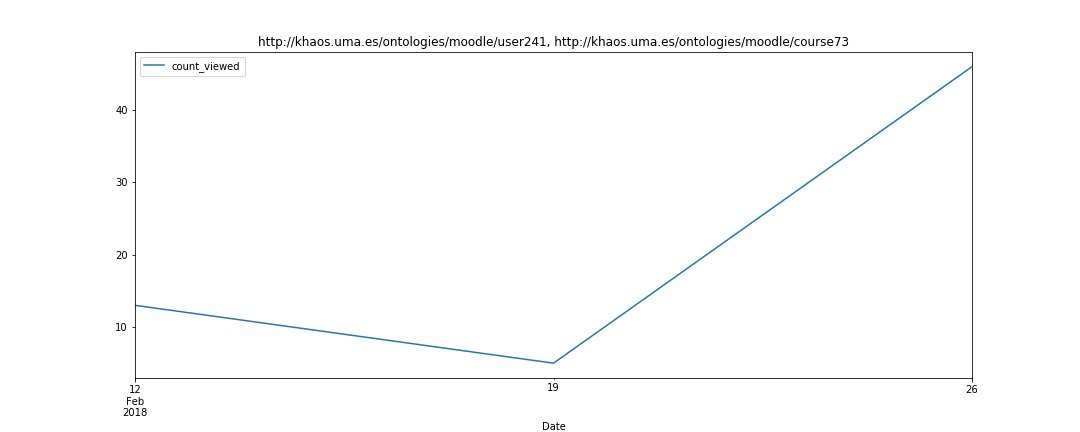 http://khaos.uma.es/ontologies/moodle/user241, http://khaos.uma.es/ontologies/moodle/course73
count_viewed
40
30
20
10
12
Feb
2018
19
26
Date